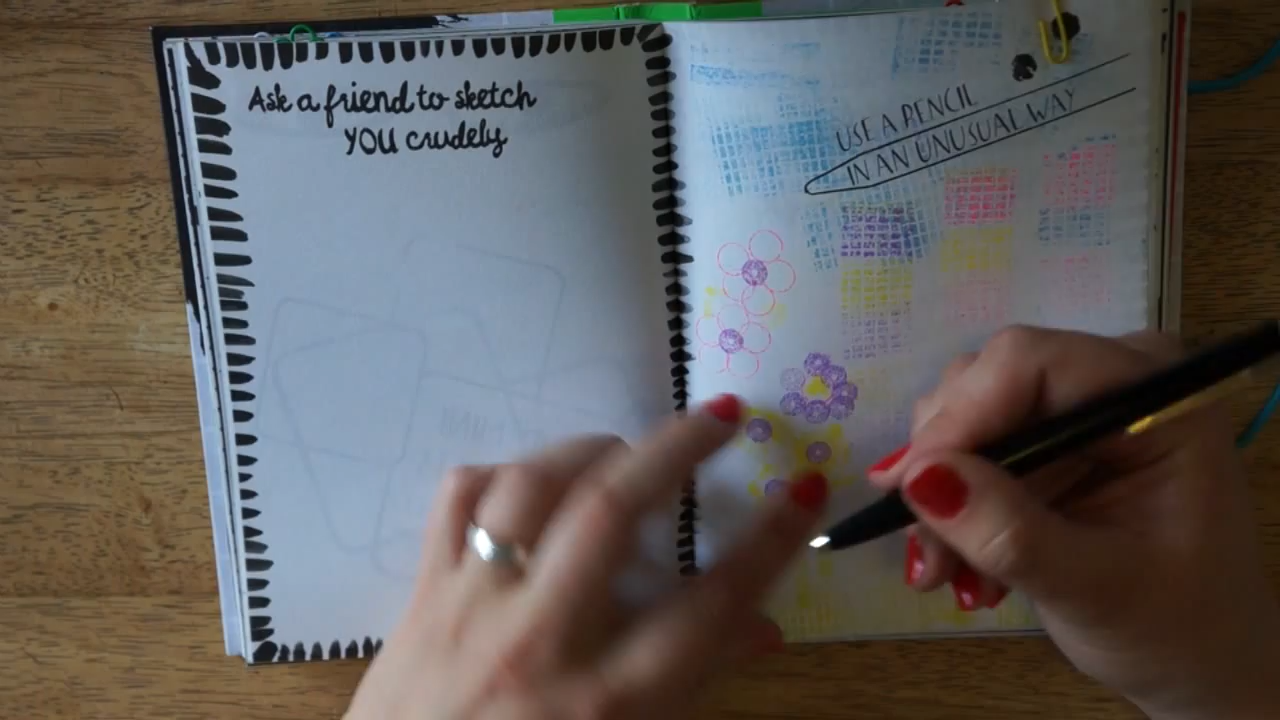 Ask a friend to sketch
YOU crudely
USE A PENCIL
IN AN UNUSUAL WAY